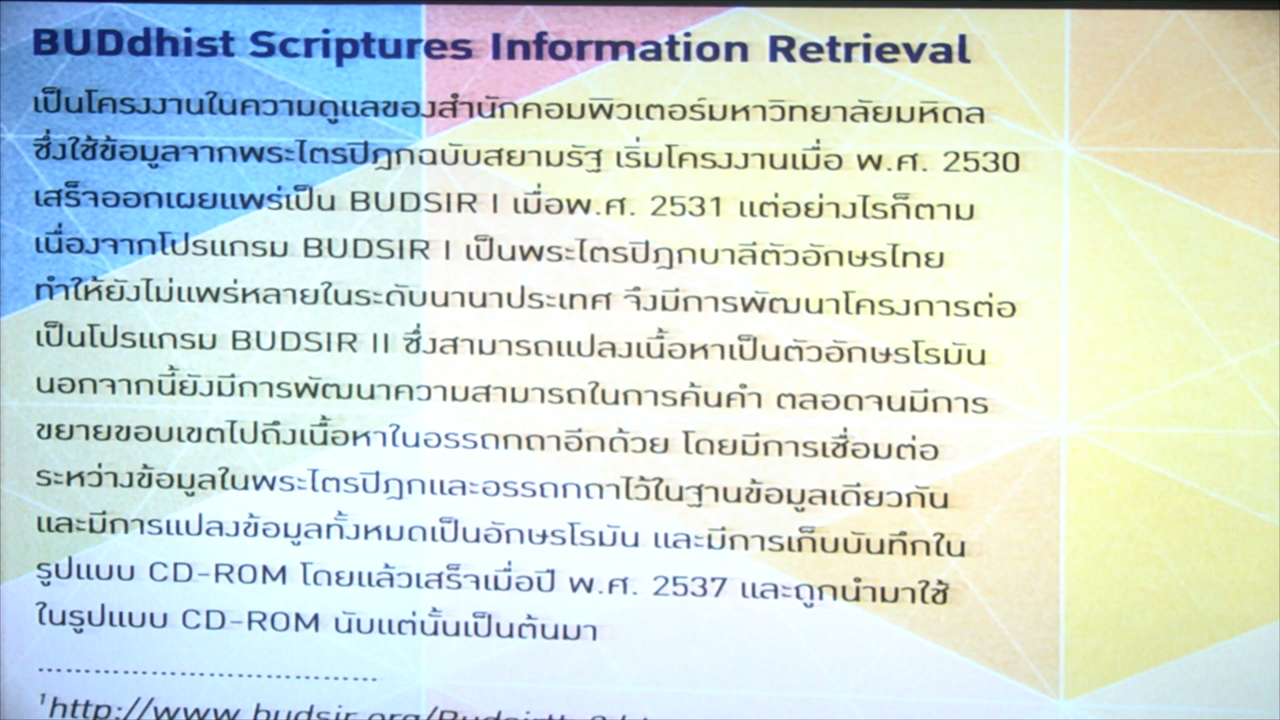 BUDdhist Scriptures Information Retrieval
เป็นโครงงานในความดูแลของสำนักคอมพิวเตอร์มหาวิทยาลัยมหิดล
ซึ่งใช้ข้อมูลจากพระไตรปิฎกฉบับสยามรัฐ เริ่มโครงงานเมื่อ พ.ศ. 2530
เสร็จออกเผยแพร่เป็น BUDSIR I เมื่อพ.ศ. 2531 แต่อย่างไรก็ตาม
เนื่องจากโปรแกรม BUDSIR I เป็นพระไตรปิฎกบาลีตัวอักษรไทย
ทำให้ยังไม่แพร่หลายในระดับนานาประเทศ จึงมีการพัฒนาโครงการต่อ
เป็นโปรแกรม BUDSIR II ซึ่งสามารถแปลงเนื้อหาเป็นตัวอักษรโรมัน
นอกจากนี้ยังมีการพัฒนาความสามารถในการค้นคำ ตลอดจนมีการ
ขยายขอบเขตไปถึงเนื้อหาในอรรถกถาอีกด้วย โดยมีการเชื่อมต่อ
ระหว่างข้อมูลในพระไตรปิฎกและอรรถกถาไว้ในฐานข้อมูลเดียวกัน
และมีการแปลงข้อมูลทั้งหมดเป็นอักษรโรมัน และมีการเก็บบันทึกใน
รูปแบบ CD-ROM โดยแล้วเสร็จเมื่อปี พ.ศ. 2537 และถูกนำมาใช้
ในรูปแบบ CD-ROM นับแต่นั้นเป็นต้นมา
¹http://www.budsir.org/